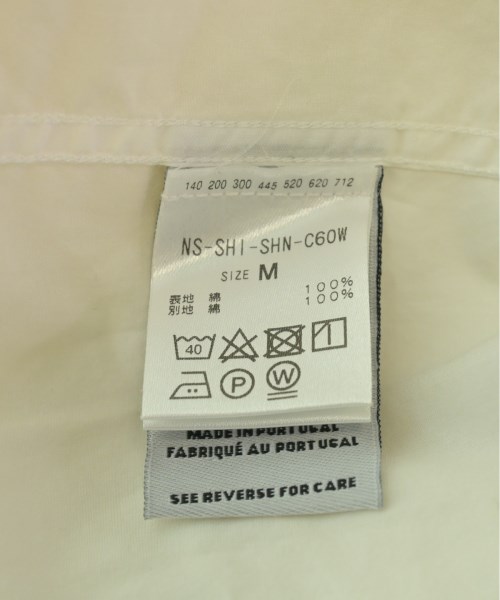 140 200 300 445 520 620 712
NS-SHI-SHN-C60W
SIZE M
表地 綿 100%
別地 綿 100%
40
P
W
MADE IN PORTUGAL
FABRIQUÉ AU PORTUGAL
SEE REVERSE FOR CARE